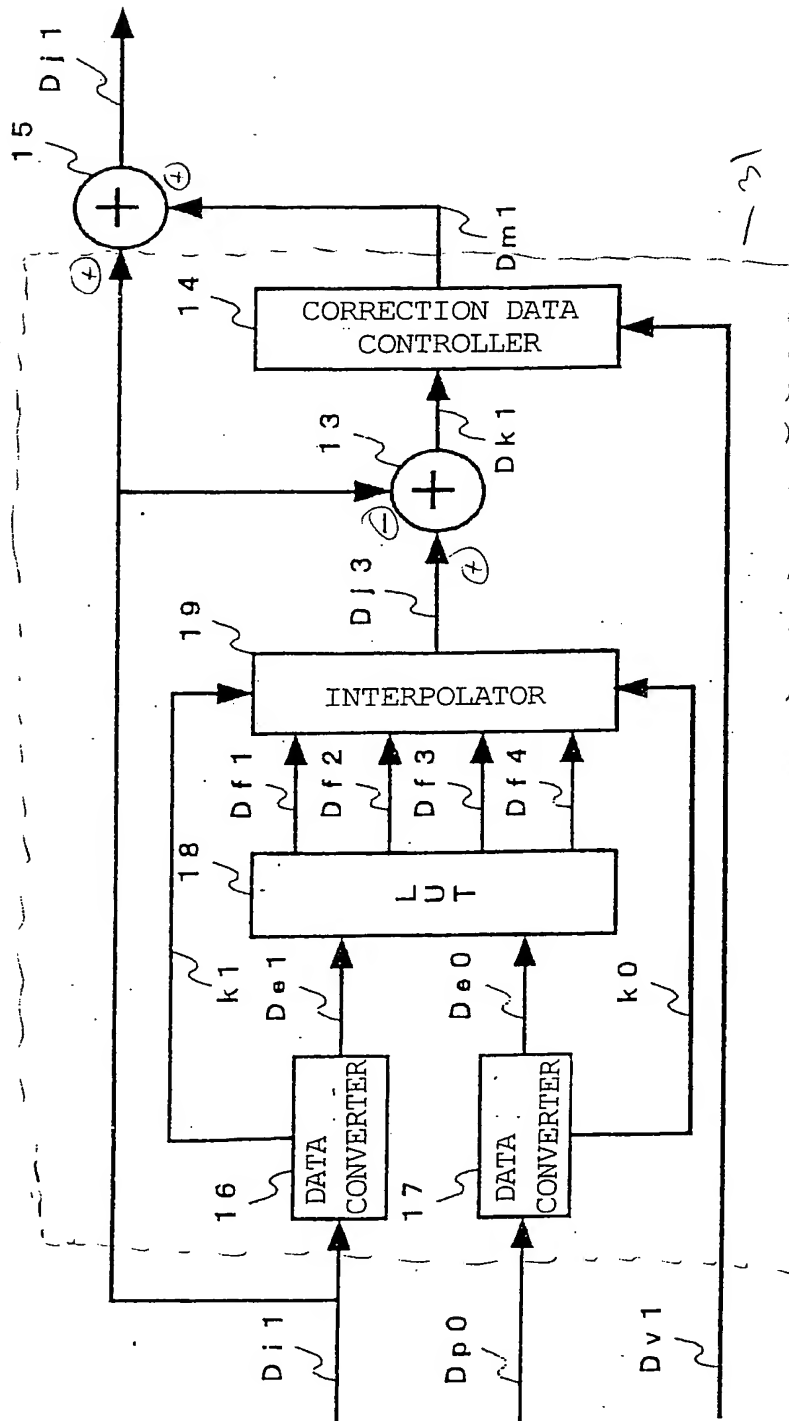 Di1
Dp0
Dv1
16
DATA
CONVERTER
17
DATA
CONVERTER
k1
De1
De0
k0
18
LUT
Df1
Df2
Df3
Df4
19
INTERPOLATOR
Dj3
+
−
13
+
Dk1
14
CORRECTION DATA
CONTROLLER
Dm1
+
+
15
+
Dj1
31